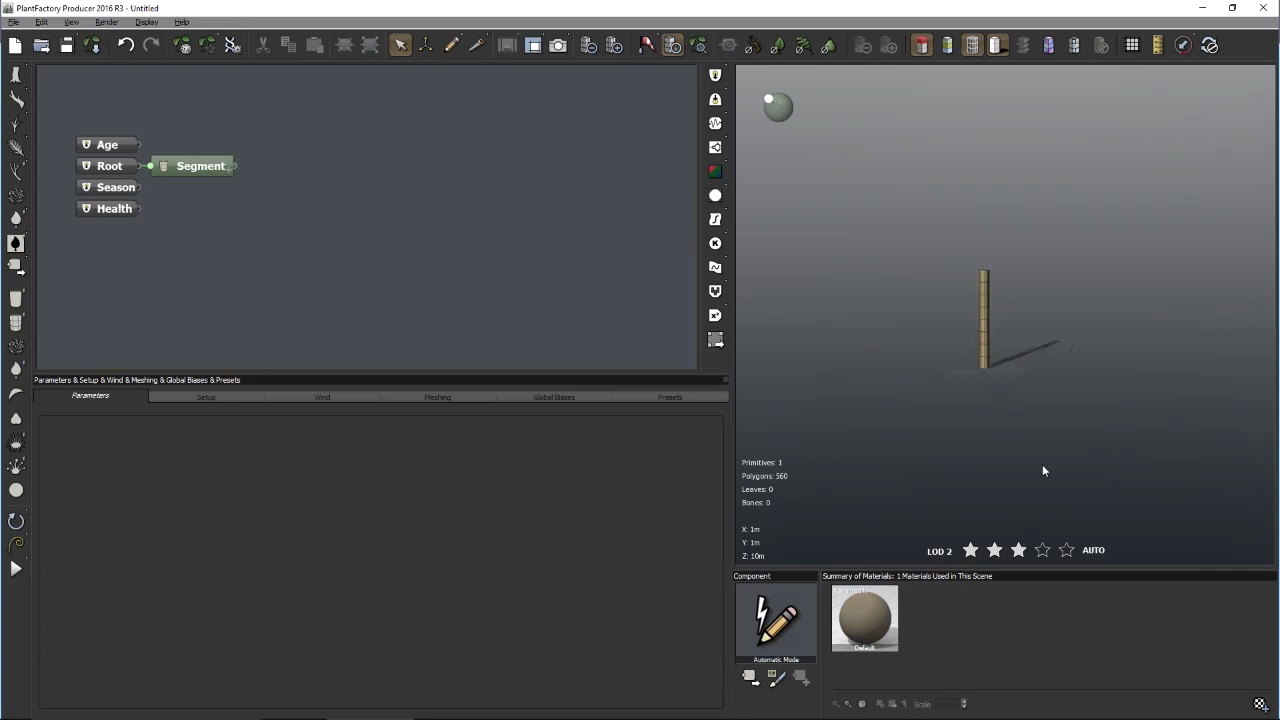 PlantFactory Producer 2016 R3 - Untitled
File Edit View Render Display Help
Age
Root
Segment
Season
Health
Parameters & Setup & Wind & Meshing & Global Biases & Presets
Parameters Setup Wind Meshing Global Biases Presets
Primitives: 1
Polygons: 560
Leaves: 0
Bones: 0
X: 1m
Y: 1m
Z: 10m
LOD 2 AUTO
Component
Automatic Mode
Summary of Materials: 1 Materials Used in This Scene
Default
Scale